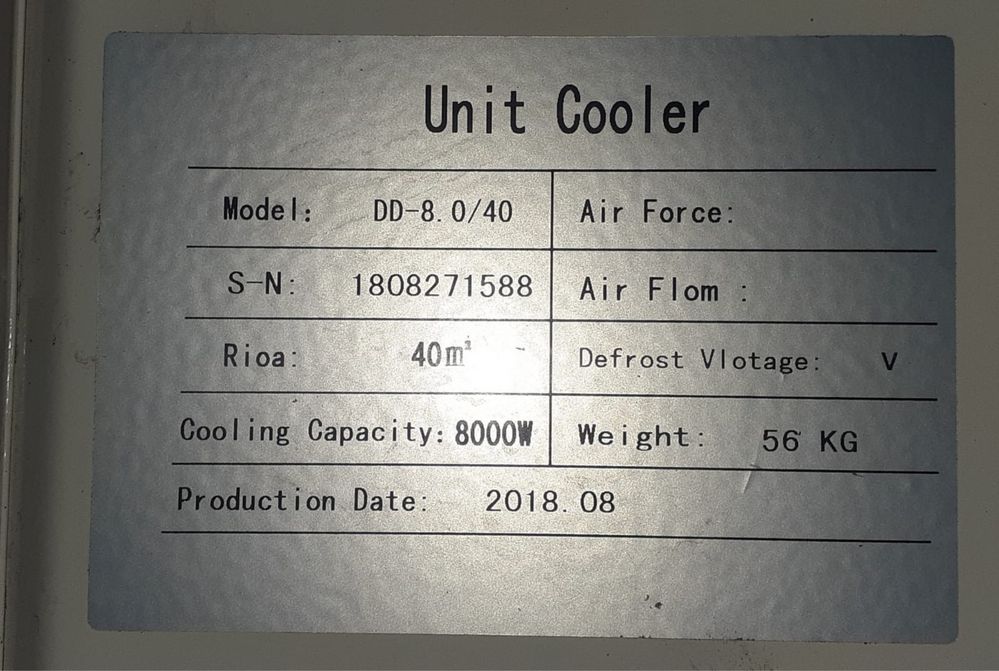 Unit Cooler
Model: DD-8.0/40 Air Force:
S-N: 1808271588 Air Flom :
Rioa: 40m² Defrost Vlotage: V
Cooling Capacity: 8000W Weight: 56 KG
Production Date: 2018.08